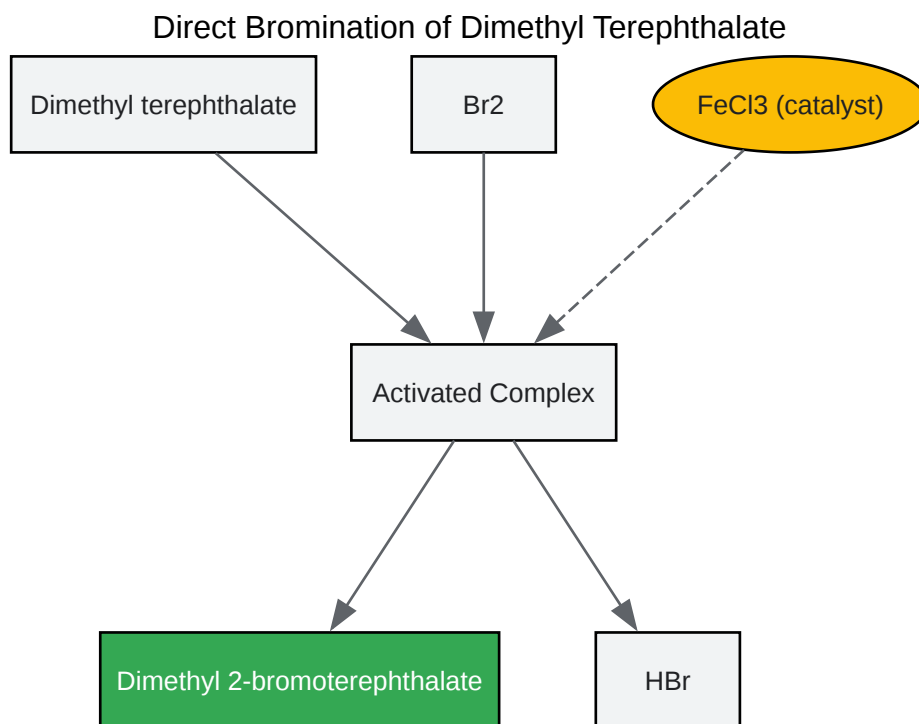 Direct Bromination of Dimethyl Terephthalate
Dimethyl terephthalate
Br2
FeCl3 (catalyst)
Activated Complex
Dimethyl 2-bromoterephthalate
HBr